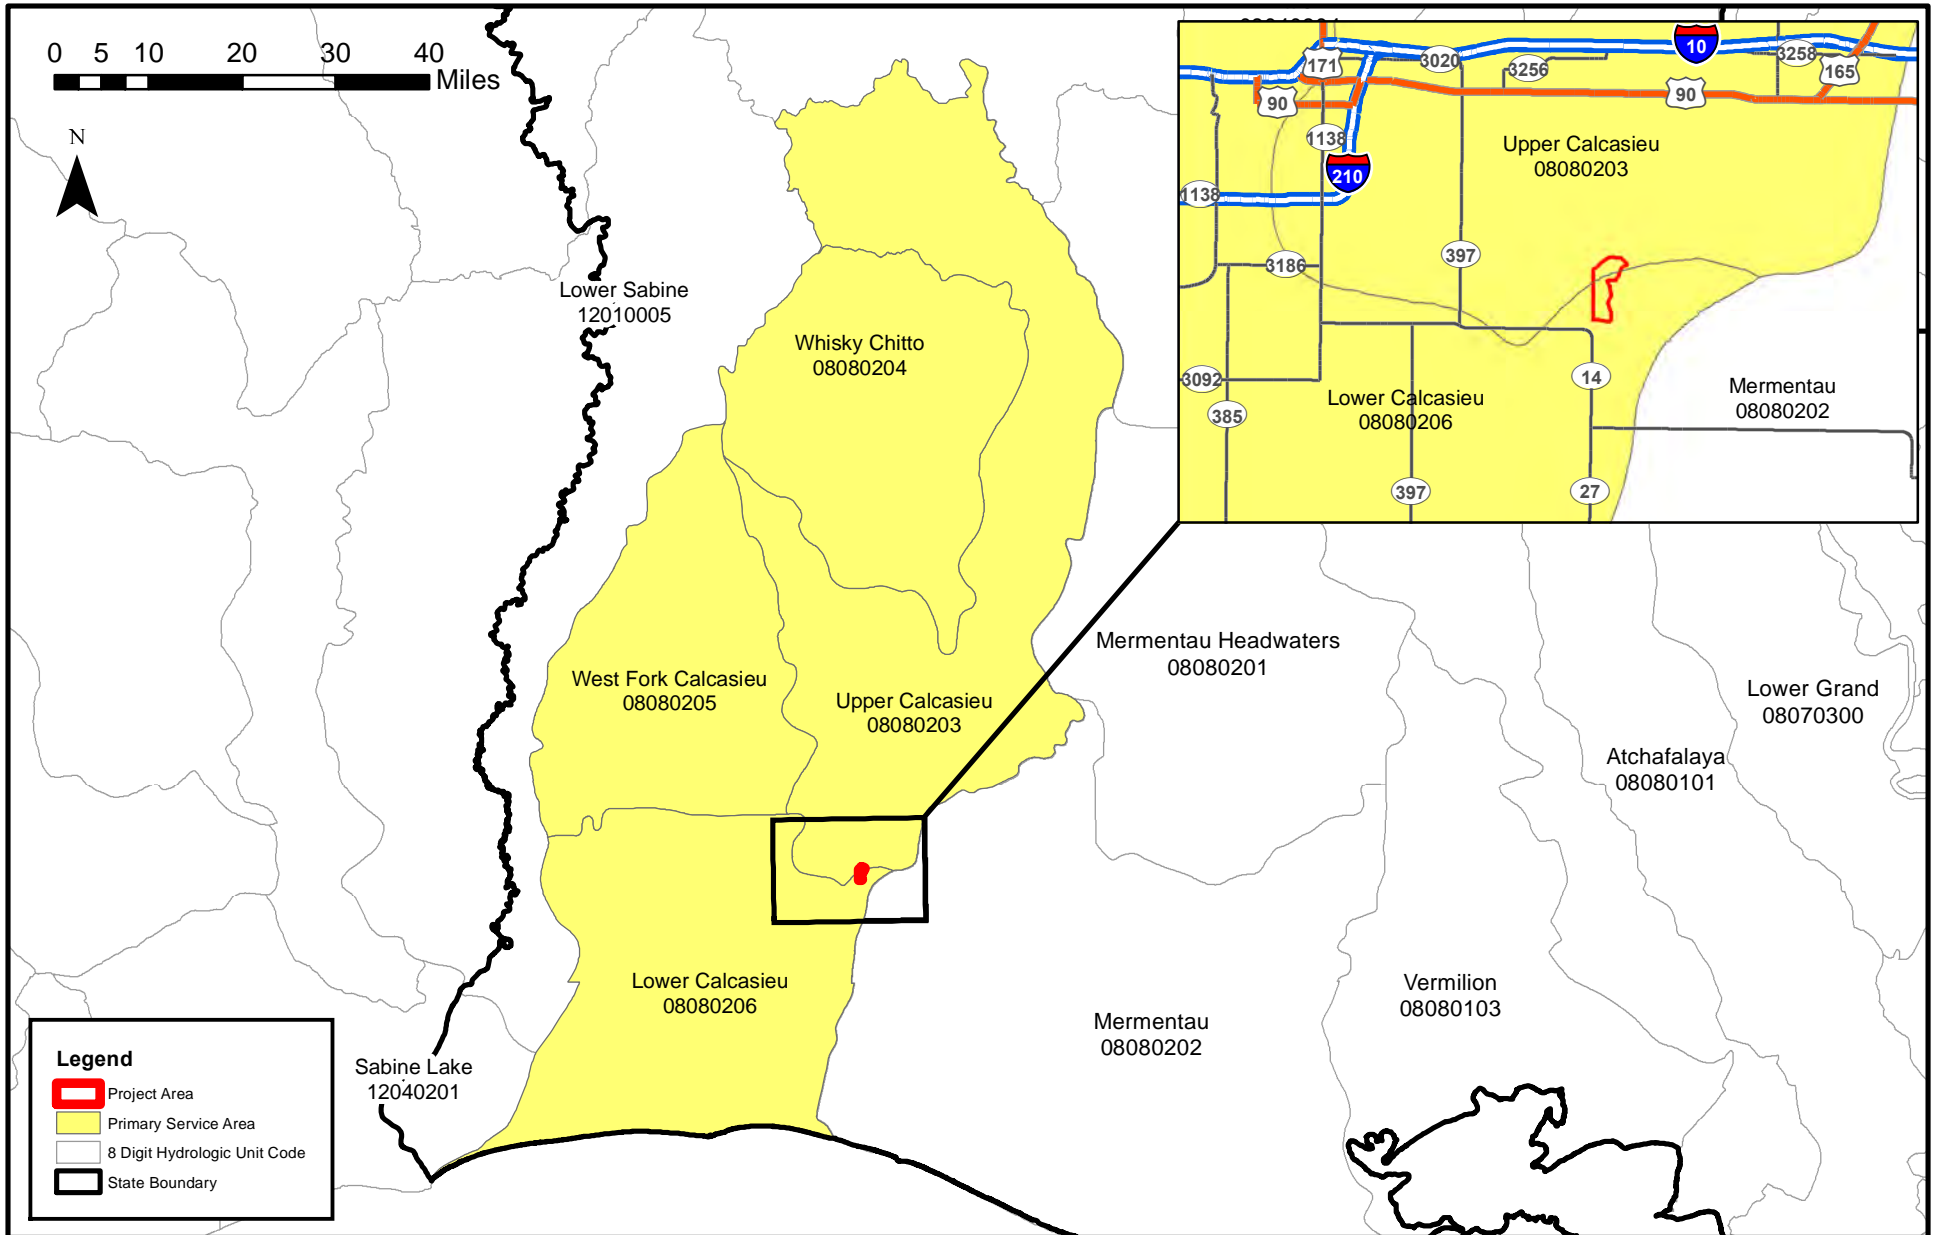 0 5 10 20 30 40
Miles
N
Lower Sabine
12010005
Whisky Chitto
08080204
West Fork Calcasieu
08080205
Upper Calcasieu
08080203
Mermentau Headwaters
08080201
Lower Grand
08070300
Atchafalaya
08080101
Lower Calcasieu
08080206
Vermilion
08080103
Mermentau
08080202
Sabine Lake
12040201
10
171
3020
3256
3258
165
90
90
1138
210
Upper Calcasieu
08080203
1138
397
3186
3092
385
14
Lower Calcasieu
08080206
Mermentau
08080202
397
27
Legend
Project Area
Primary Service Area
8 Digit Hydrologic Unit Code
State Boundary